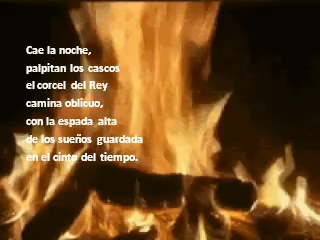 Cae la noche,
palpitan los cascos
el corcel del Rey
camina oblicuo,
con la espada alta
de los sueños guardada
en el cinto del tiempo.